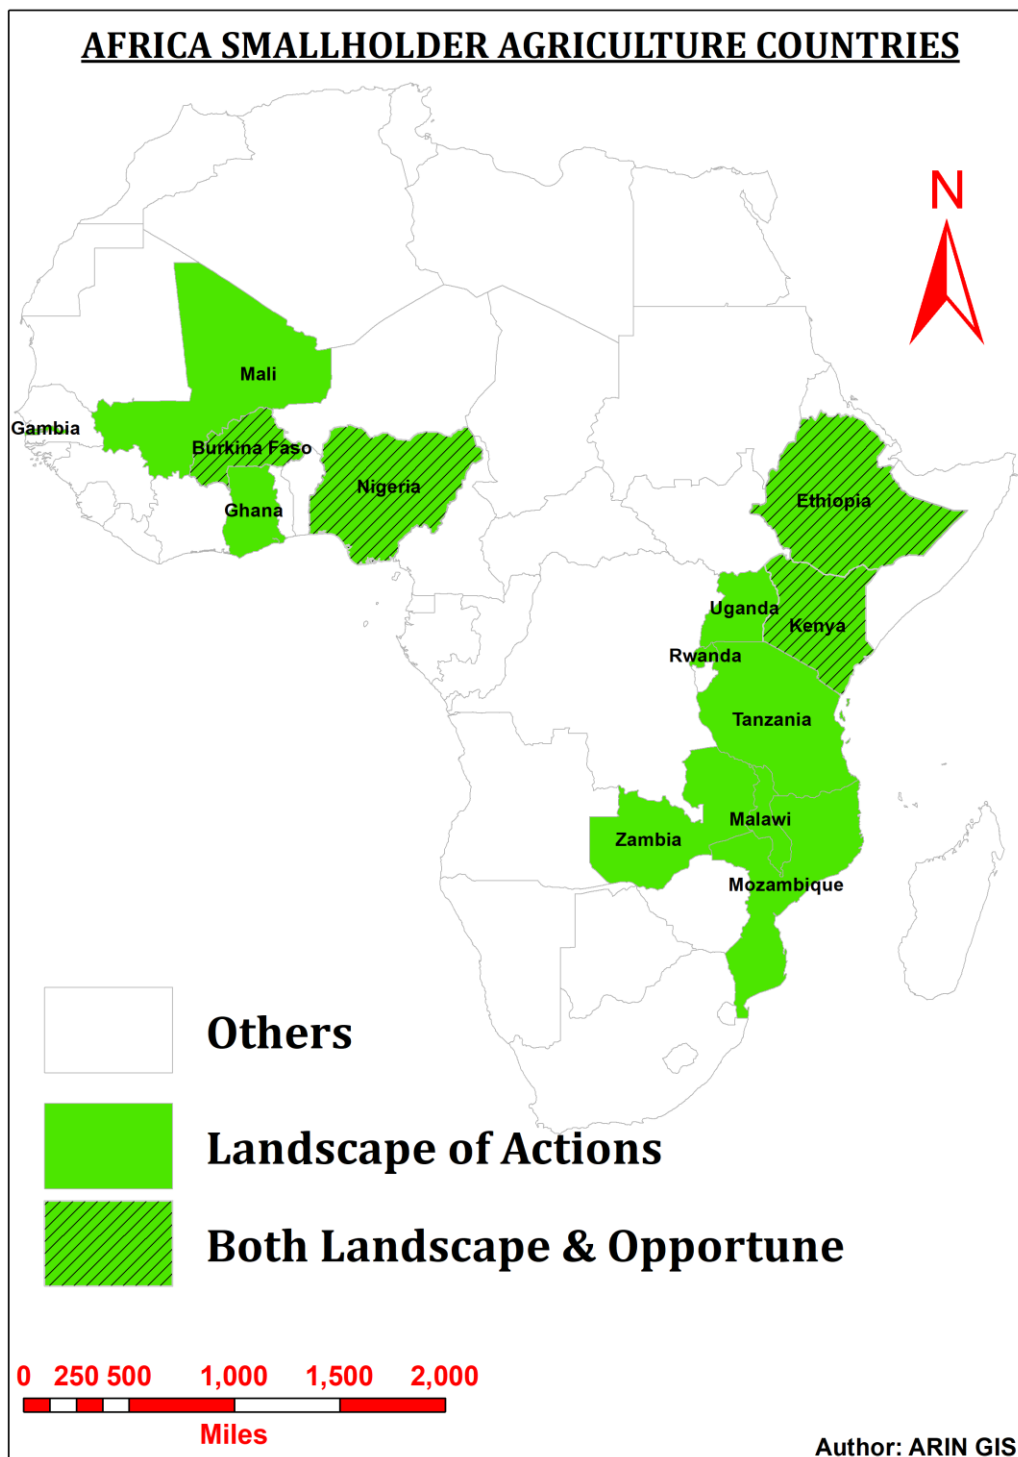 AFRICA SMALLHOLDER AGRICULTURE COUNTRIES
N
Mali
Gambia
Burkina Faso
Nigeria
Ghana
Ethiopia
Uganda
Kenya
Rwanda
Tanzania
Malawi
Zambia
Mozambique
Others
Landscape of Actions
Both Landscape & Opportune
0 250 500 1,000 1,500 2,000
Miles
Author: ARIN GIS